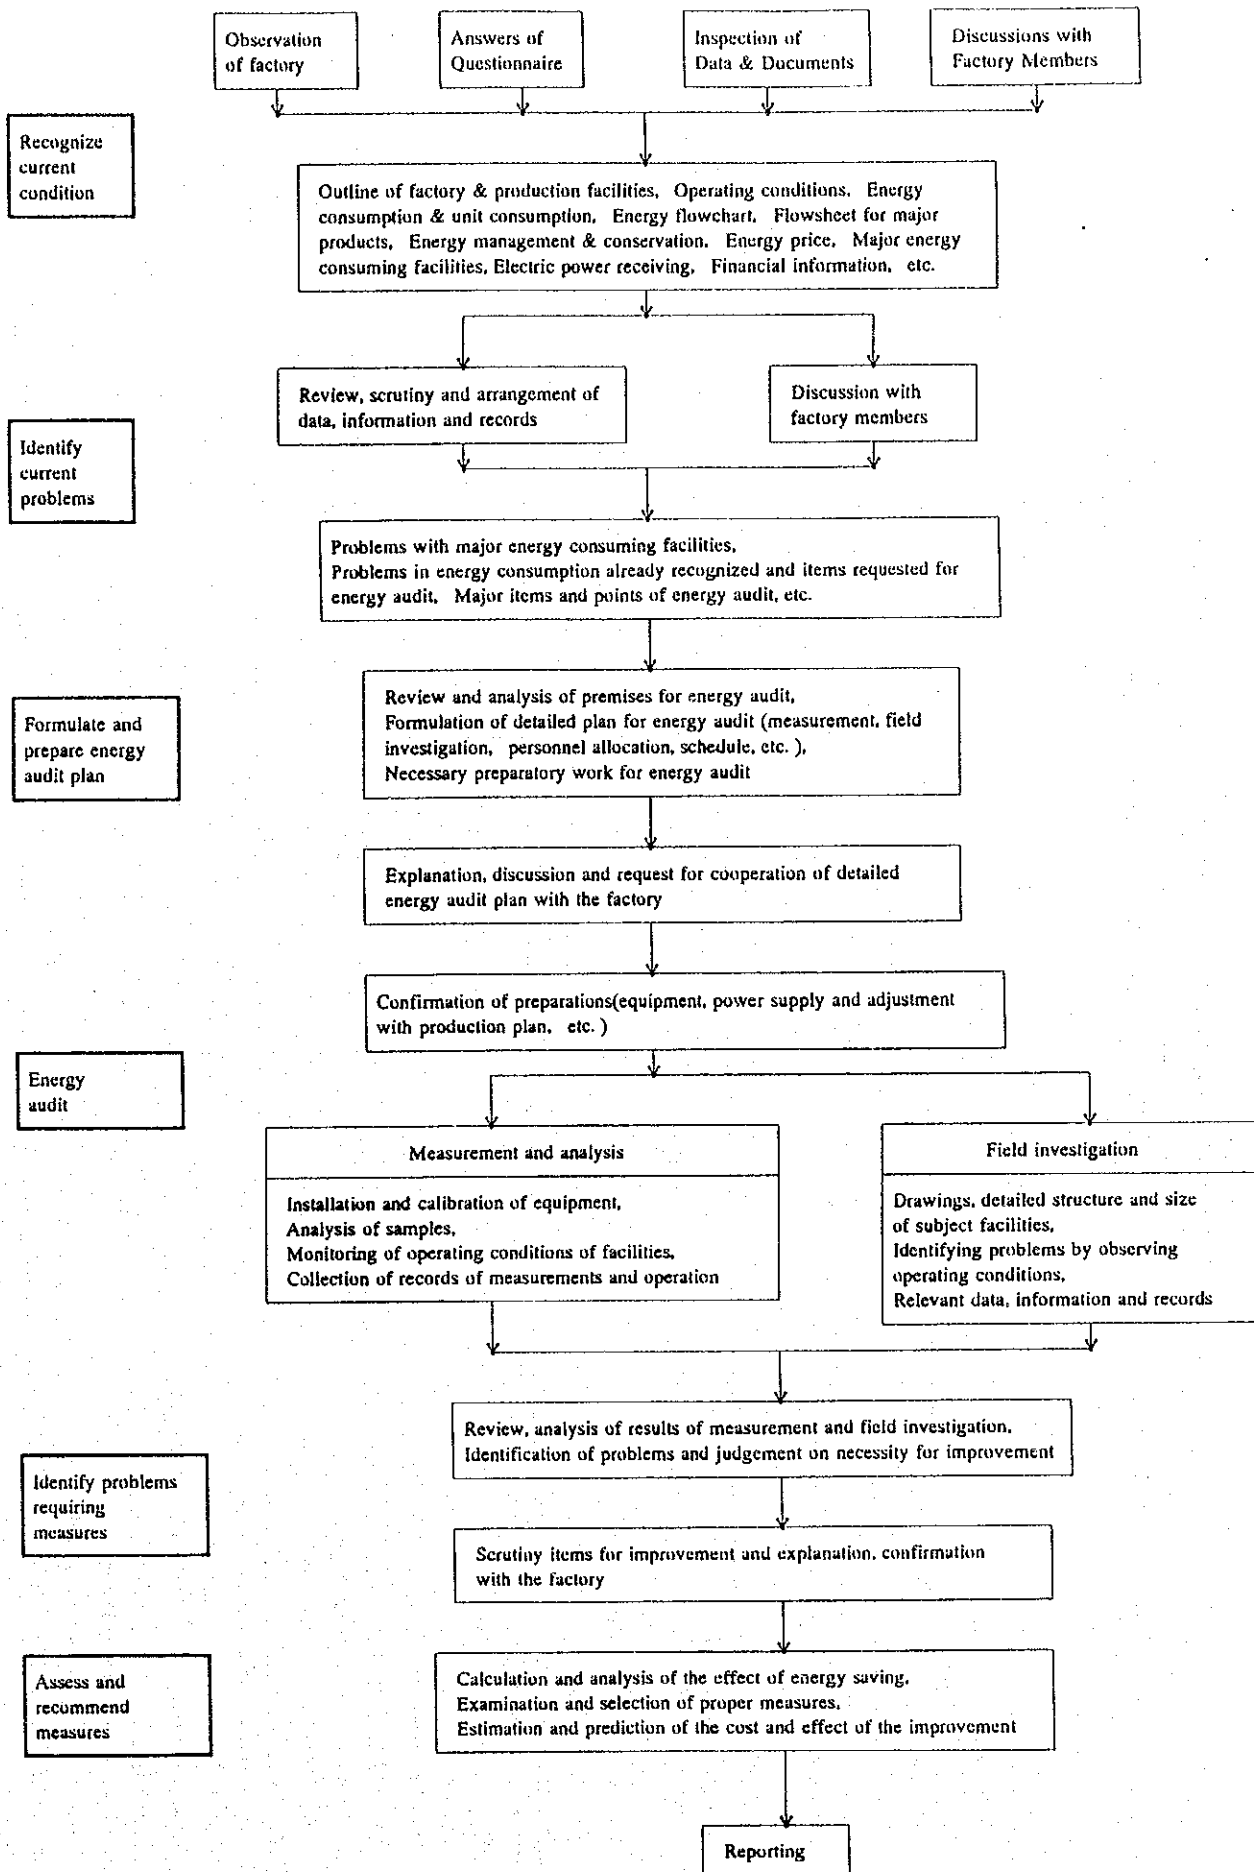 Observation
of factory
Answers of
Questionnaire
Inspection of
Data & Documents
Discussions with
Factory Members
Recognize
current
condition
Outline of factory & production facilities, Operating conditions, Energy
consumption & unit consumption, Energy flowchart, Flowsheet for major
products, Energy management & conservation, Energy price, Major energy
consuming facilities, Electric power receiving, Financial information, etc.
Review, scrutiny and arrangement of
data, information and records
Discussion with
factory members
Identify
current
problems
Problems with major energy consuming facilities,
Problems in energy consumption already recognized and items requested for
energy audit, Major items and points of energy audit, etc.
Formulate and
prepare energy
audit plan
Review and analysis of premises for energy audit,
Formulation of detailed plan for energy audit (measurement, field
investigation, personnel allocation, schedule, etc. ),
Necessary preparatory work for energy audit
Explanation, discussion and request for cooperation of detailed
energy audit plan with the factory
Confirmation of preparations(equipment, power supply and adjustment
with production plan, etc. )
Energy
audit
Measurement and analysis
Installation and calibration of equipment,
Analysis of samples,
Monitoring of operating conditions of facilities,
Collection of records of measurements and operation
Field investigation
Drawings, detailed structure and size
of subject facilities,
Identifying problems by observing
operating conditions,
Relevant data, information and records
Review, analysis of results of measurement and field investigation,
Identification of problems and judgement on necessity for improvement
Identify problems
requiring
measures
Scrutiny items for improvement and explanation, confirmation
with the factory
Assess and
recommend
measures
Calculation and analysis of the effect of energy saving,
Examination and selection of proper measures,
Estimation and prediction of the cost and effect of the improvement
Reporting